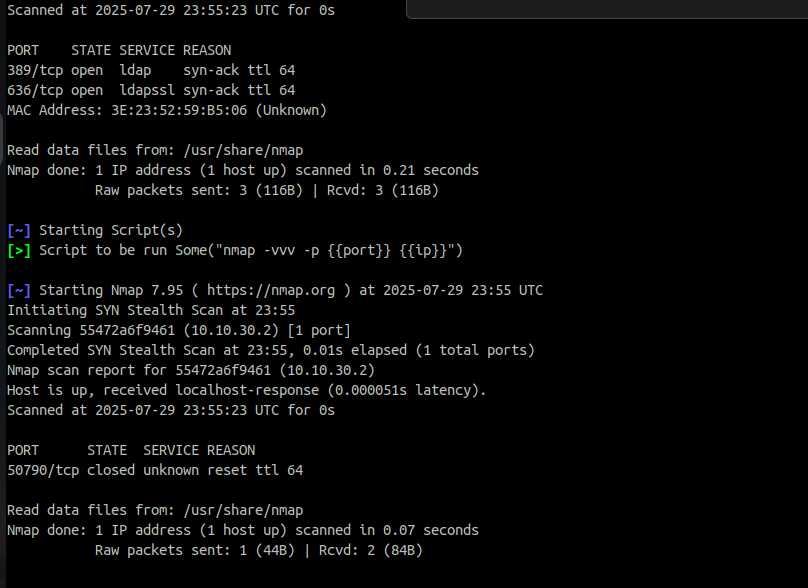 Scanned at 2025-07-29 23:55:23 UTC for 0s
PORT    STATE SERVICE REASON
389/tcp open  ldap    syn-ack ttl 64
636/tcp open  ldapssl syn-ack ttl 64
MAC Address: 3E:23:52:59:B5:06 (Unknown)
Read data files from: /usr/share/nmap
Nmap done: 1 IP address (1 host up) scanned in 0.21 seconds
           Raw packets sent: 3 (116B) | Rcvd: 3 (116B)
[~] Starting Script(s)
[>] Script to be run Some("nmap -vvv -p {{port}} {{ip}}")
[~] Starting Nmap 7.95 ( https://nmap.org ) at 2025-07-29 23:55 UTC
Initiating SYN Stealth Scan at 23:55
Scanning 55472a6f9461 (10.10.30.2) [1 port]
Completed SYN Stealth Scan at 23:55, 0.01s elapsed (1 total ports)
Nmap scan report for 55472a6f9461 (10.10.30.2)
Host is up, received localhost-response (0.000051s latency).
Scanned at 2025-07-29 23:55:23 UTC for 0s
PORT      STATE  SERVICE REASON
50790/tcp closed unknown reset ttl 64
Read data files from: /usr/share/nmap
Nmap done: 1 IP address (1 host up) scanned in 0.07 seconds
           Raw packets sent: 1 (44B) | Rcvd: 2 (84B)